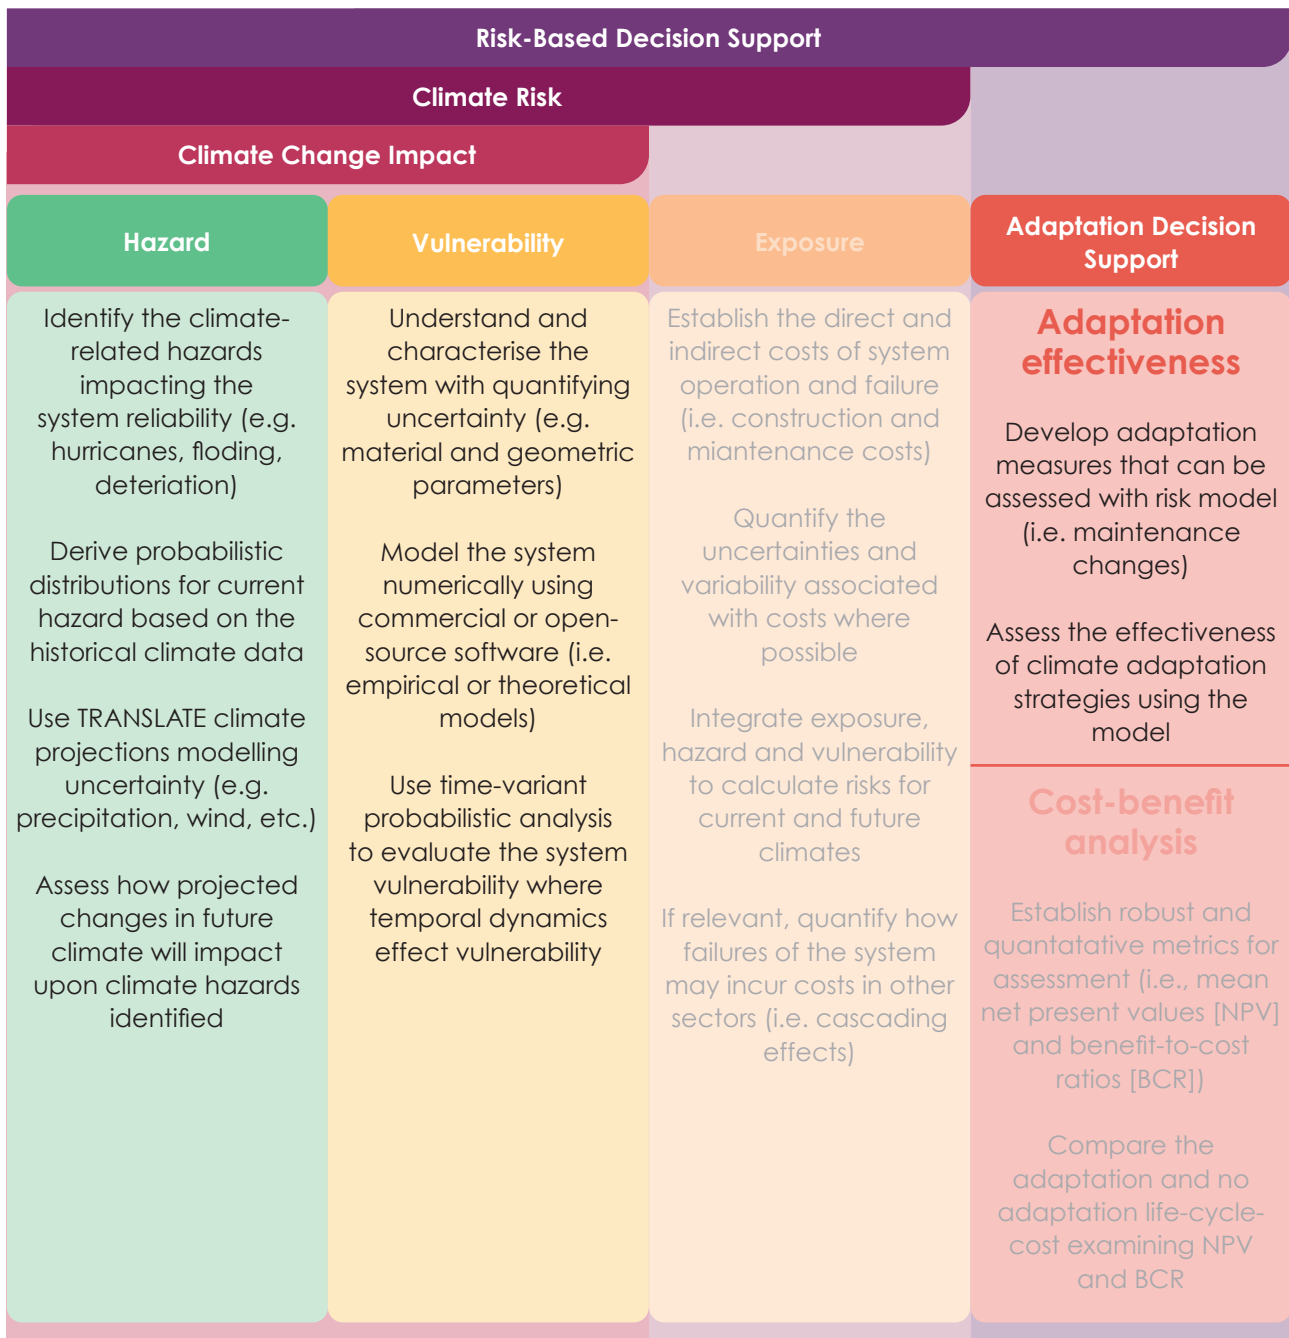 Risk-Based Decision Support
Climate Risk
Climate Change Impact
Hazard
Identify the climate-
related hazards
impacting the
system reliability (e.g.
hurricanes, floding,
deteriation)
Derive probabilistic
distributions for current
hazard based on the
historical climate data
Use TRANSLATE climate
projections modelling
uncertainty (e.g.
precipitation, wind, etc.)
Assess how projected
changes in future
climate will impact
upon climate hazards
identified
Vulnerability
Understand and
characterise the
system with quantifying
uncertainty (e.g.
material and geometric
parameters)
Model the system
numerically using
commercial or open-
source software (i.e.
empirical or theoretical
models)
Use time-variant
probabilistic analysis
to evaluate the system
vulnerability where
temporal dynamics
effect vulnerability
Exposure
Establish the direct and
indirect costs of system
operation and failure
(i.e. construction and
miantenance costs)
Quantify the
uncertainties and
variability associated
with costs where
possible
Integrate exposure,
hazard and vulnerability
to calculate risks for
current and future
climates
If relevant, quantify how
failures of the system
may incur costs in other
sectors (i.e. cascading
effects)
Adaptation Decision
Support
Adaptation
effectiveness
Develop adaptation
measures that can be
assessed with risk model
(i.e. maintenance
changes)
Assess the effectiveness
of climate adaptation
strategies using the
model
Cost-benefit
analysis
Establish robust and
quantatative metrics for
assessment (i.e., mean
net present values [NPV]
and benefit-to-cost
ratios [BCR])
Compare the
adaptation and no
adaptation life-cycle-
cost examining NPV
and BCR